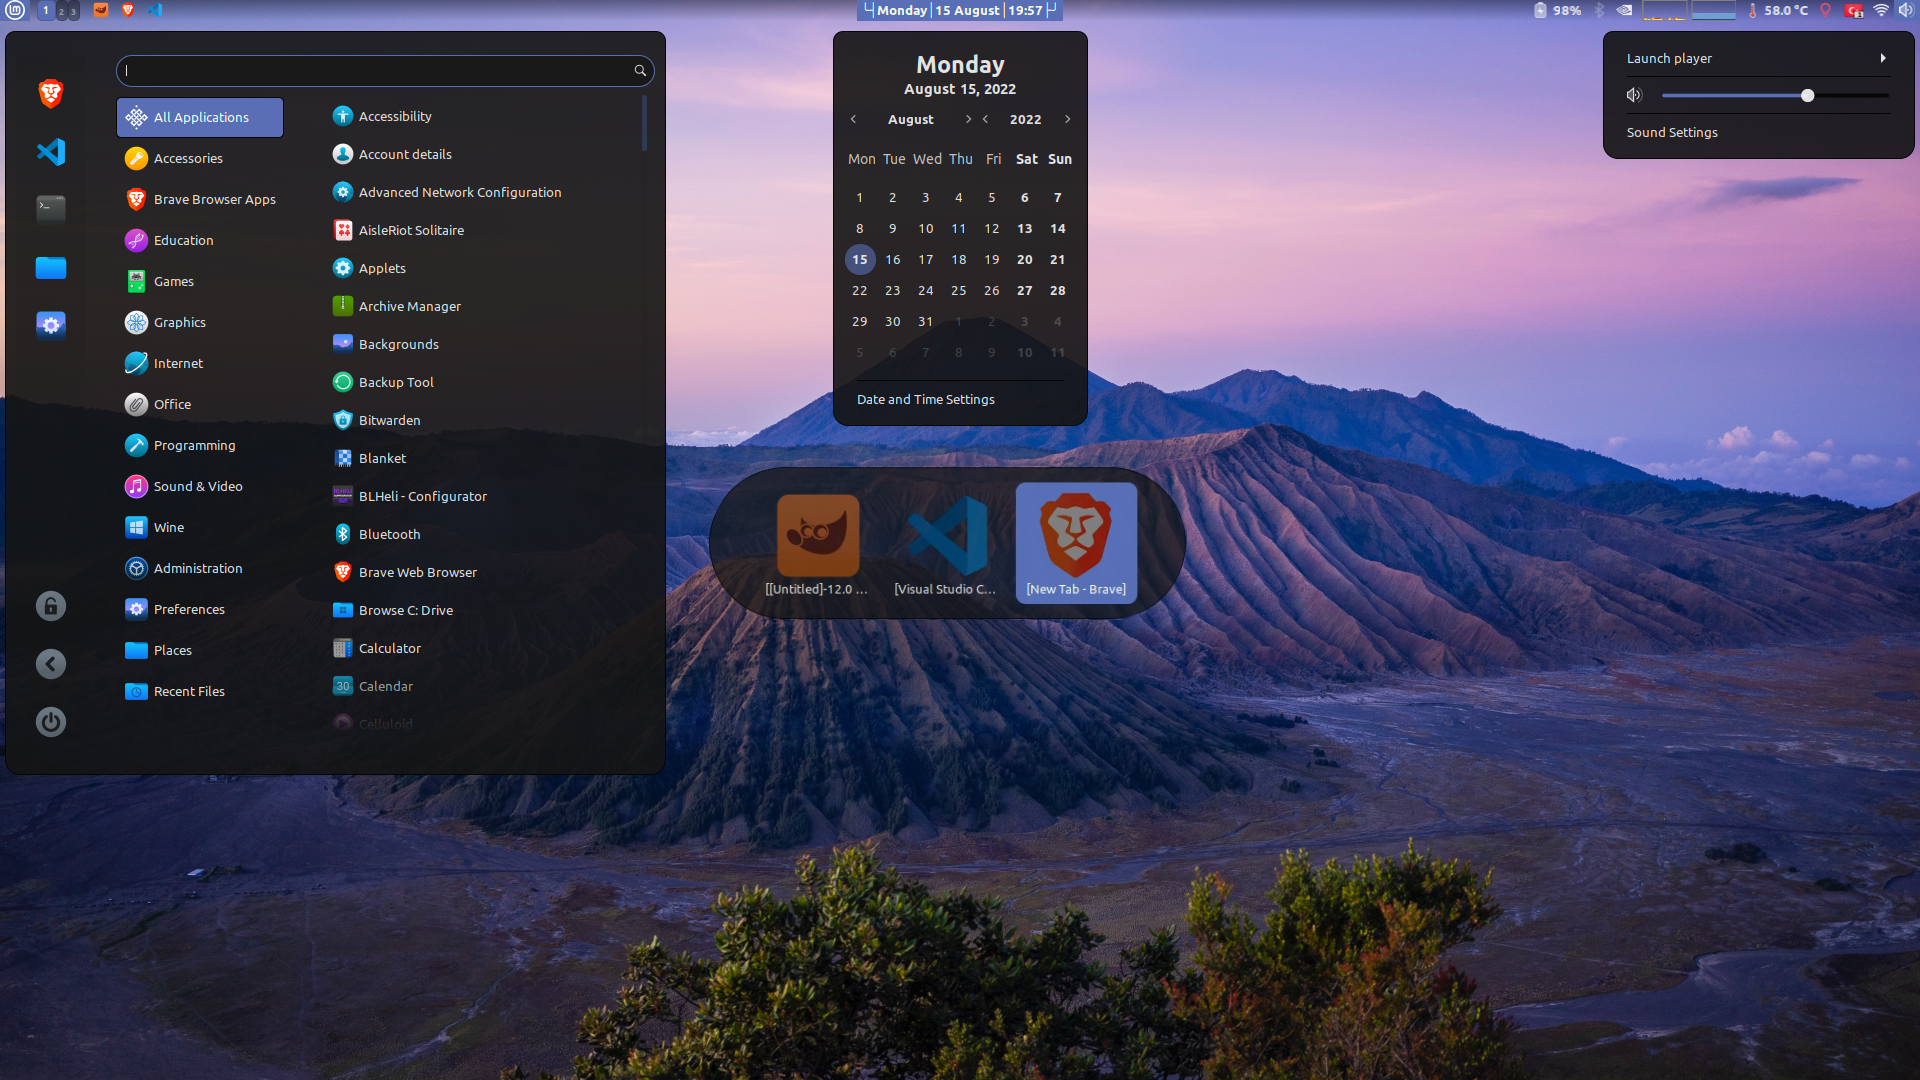 1 2 3
Monday 15 August 19:57
98%
58.0 °C
All Applications
Accessories
Brave Browser Apps
Education
Games
Graphics
Internet
Office
Programming
Sound & Video
Wine
Administration
Preferences
Places
Recent Files
Accessibility
Account details
Advanced Network Configuration
AisleRiot Solitaire
Applets
Archive Manager
Backgrounds
Backup Tool
Bitwarden
Blanket
BLHeli - Configurator
Bluetooth
Brave Web Browser
Browse C: Drive
Calculator
30 Calendar
Celluloid
Monday
August 15, 2022
August 2022
Mon Tue Wed Thu Fri Sat Sun
1 2 3 4 5 6 7
8 9 10 11 12 13 14
15 16 17 18 19 20 21
22 23 24 25 26 27 28
29 30 31 1 2 3 4
5 6 7 8 9 10 11
Date and Time Settings
[[Untitled]-12.0 ...
[Visual Studio C...
[New Tab - Brave]
Launch player
Sound Settings